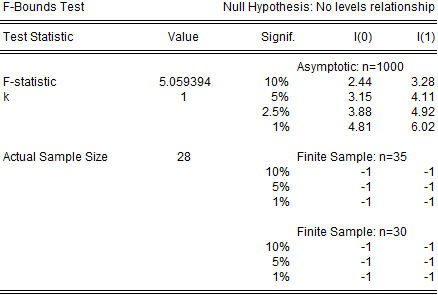 F-Bounds Test Null Hypothesis: No levels relationship
Test Statistic Value Signif. I(0) I(1)
Asymptotic: n=1000
F-statistic 5.059394 10% 2.44 3.28
k 1 5% 3.15 4.11
2.5% 3.88 4.92
1% 4.81 6.02
Actual Sample Size 28 Finite Sample: n=35
10% -1 -1
5% -1 -1
1% -1 -1
Finite Sample: n=30
10% -1 -1
5% -1 -1
1% -1 -1